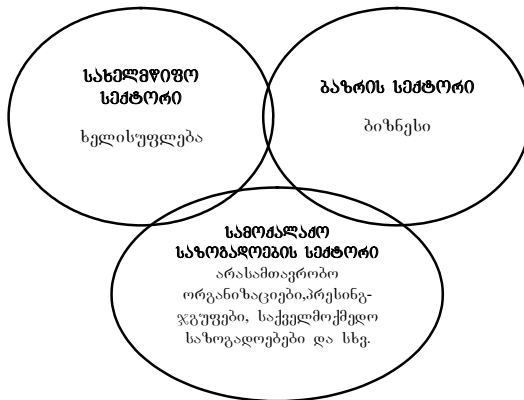 სახელმწიფო
სექტორი
ხელისუფლება
ბაზრის სექტორი
ბიზნესი
სამოქალაქო
საზოგადოების სექტორი
არასამთავრობო
ორგანიზაციები,პრესინგ-
ჯგუფები, საქველმოქმედო
საზოგადოებები და სხვ.